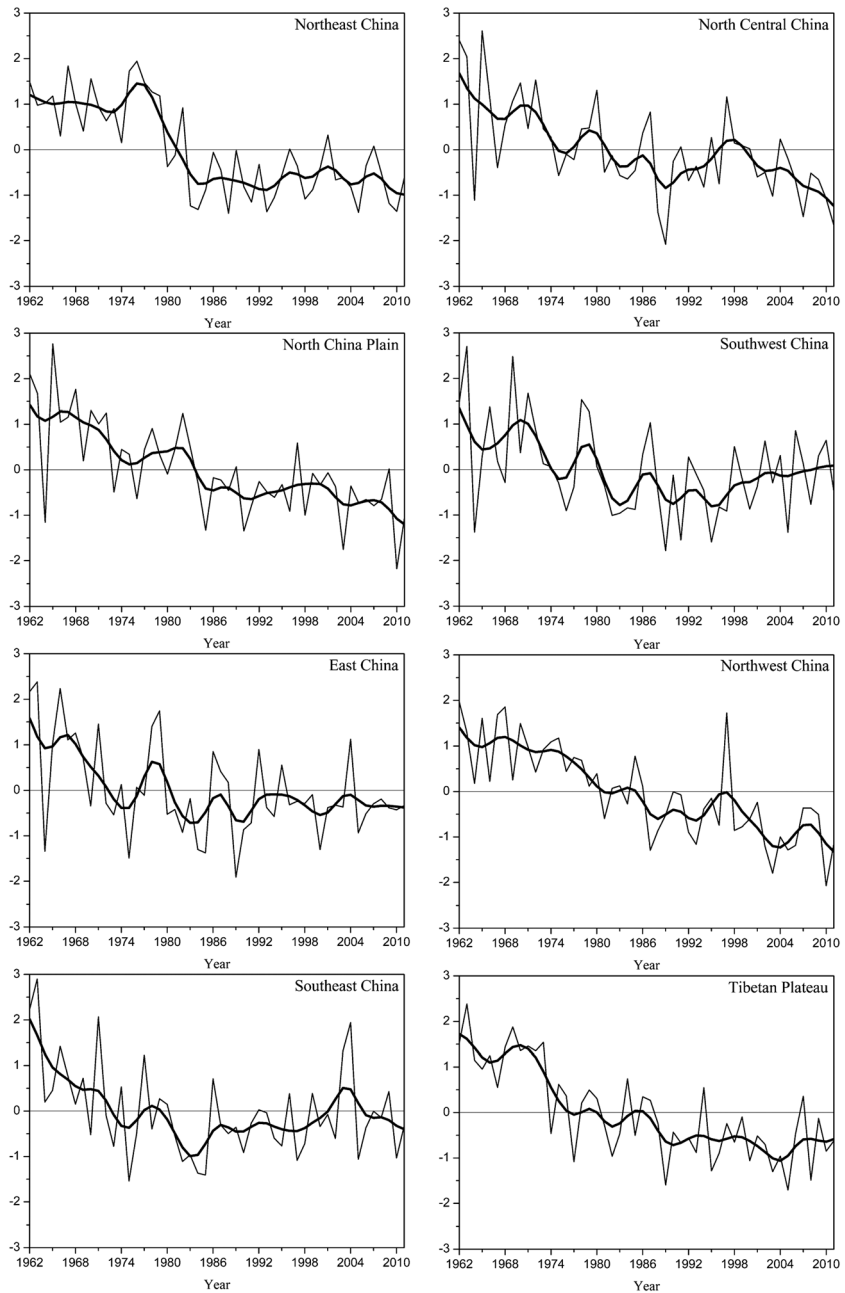 Northeast China
3
2
1
0
-1
-2
-3
1962 1968 1974 1980 1986 1992 1998 2004 2010
Year
North Central China
3
2
1
0
-1
-2
-3
1962 1968 1974 1980 1986 1992 1998 2004 2010
Year
North China Plain
3
2
1
0
-1
-2
-3
1962 1968 1974 1980 1986 1992 1998 2004 2010
Year
Southwest China
3
2
1
0
-1
-2
-3
1962 1968 1974 1980 1986 1992 1998 2004 2010
Year
East China
3
2
1
0
-1
-2
-3
1962 1968 1974 1980 1986 1992 1998 2004 2010
Year
Northwest China
3
2
1
0
-1
-2
-3
1962 1968 1974 1980 1986 1992 1998 2004 2010
Year
Southeast China
3
2
1
0
-1
-2
-3
1962 1968 1974 1980 1986 1992 1998 2004 2010
Year
Tibetan Plateau
3
2
1
0
-1
-2
-3
1962 1968 1974 1980 1986 1992 1998 2004 2010
Year